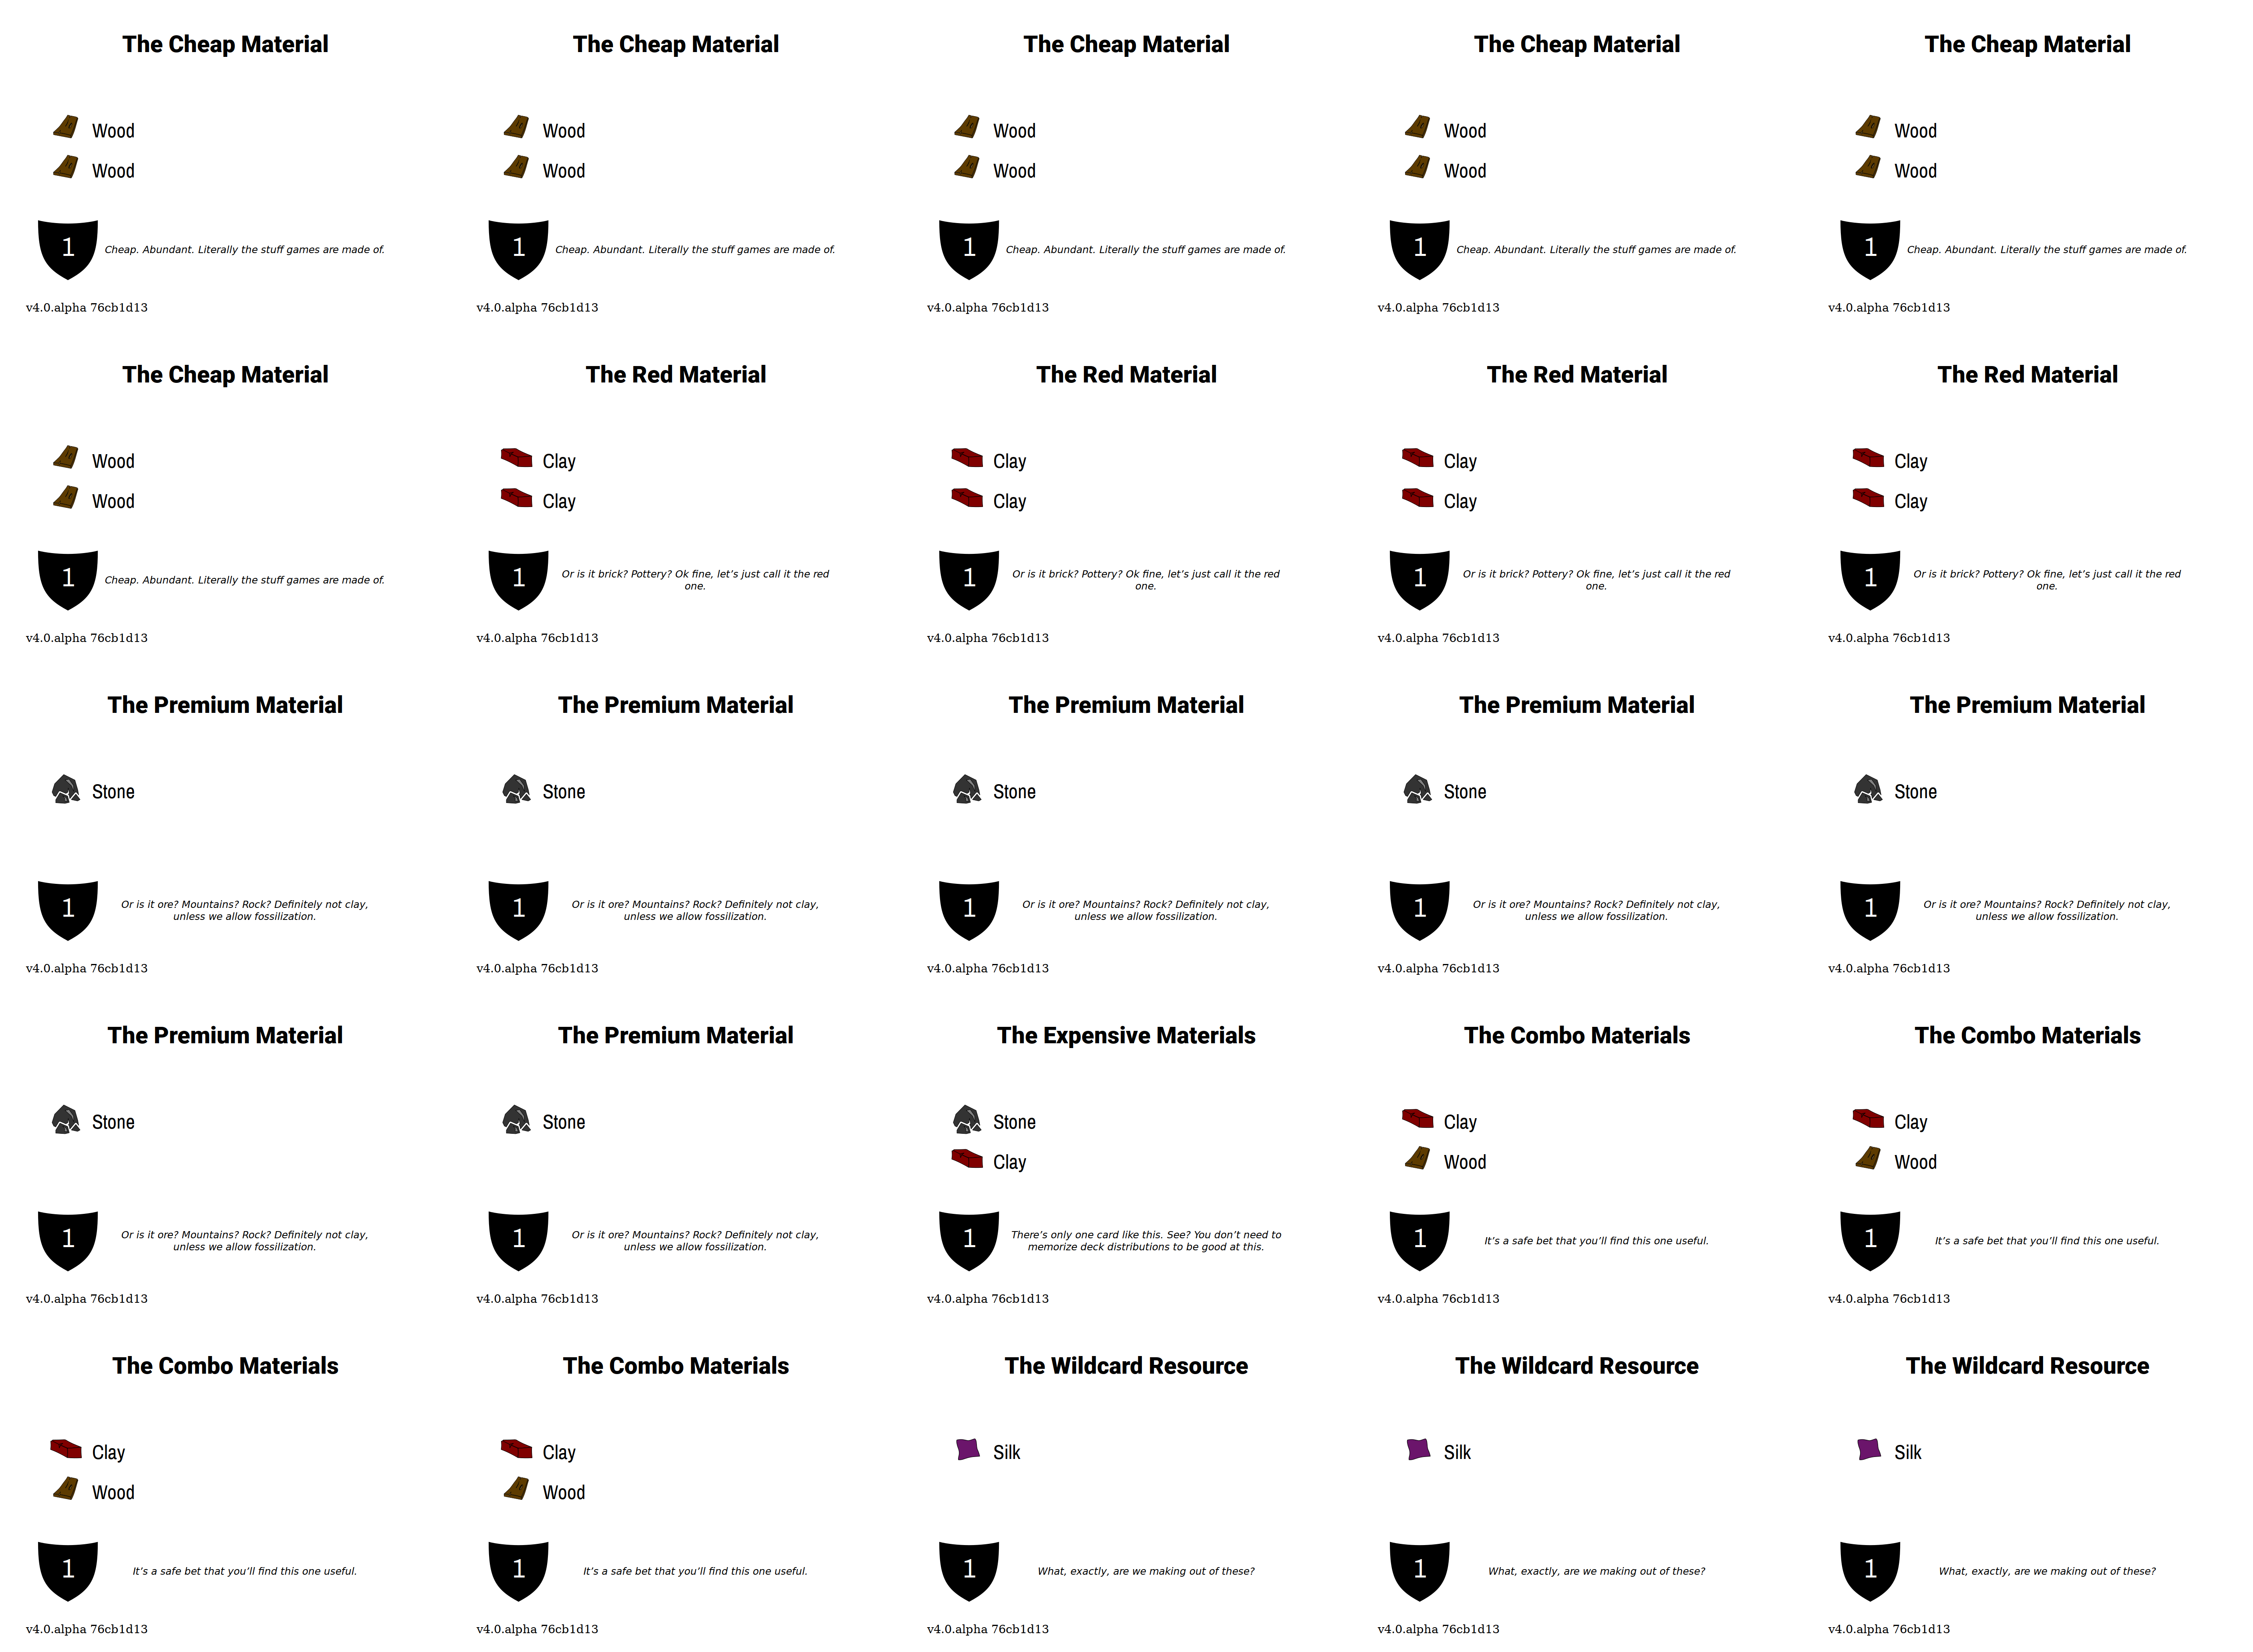 The Cheap Material
Wood
Wood
1
Cheap. Abundant. Literally the stuff games are made of.
v4.0.alpha 76cb1d13
The Cheap Material
Wood
Wood
1
Cheap. Abundant. Literally the stuff games are made of.
v4.0.alpha 76cb1d13
The Cheap Material
Wood
Wood
1
Cheap. Abundant. Literally the stuff games are made of.
v4.0.alpha 76cb1d13
The Cheap Material
Wood
Wood
1
Cheap. Abundant. Literally the stuff games are made of.
v4.0.alpha 76cb1d13
The Cheap Material
Wood
Wood
1
Cheap. Abundant. Literally the stuff games are made of.
v4.0.alpha 76cb1d13
The Cheap Material
Wood
Wood
1
Cheap. Abundant. Literally the stuff games are made of.
v4.0.alpha 76cb1d13
The Red Material
Clay
Clay
1
Or is it brick? Pottery? Ok fine, let’s just call it the red
one.
v4.0.alpha 76cb1d13
The Red Material
Clay
Clay
1
Or is it brick? Pottery? Ok fine, let’s just call it the red
one.
v4.0.alpha 76cb1d13
The Red Material
Clay
Clay
1
Or is it brick? Pottery? Ok fine, let’s just call it the red
one.
v4.0.alpha 76cb1d13
The Red Material
Clay
Clay
1
Or is it brick? Pottery? Ok fine, let’s just call it the red
one.
v4.0.alpha 76cb1d13
The Premium Material
Stone
1
Or is it ore? Mountains? Rock? Definitely not clay,
unless we allow fossilization.
v4.0.alpha 76cb1d13
The Premium Material
Stone
1
Or is it ore? Mountains? Rock? Definitely not clay,
unless we allow fossilization.
v4.0.alpha 76cb1d13
The Premium Material
Stone
1
Or is it ore? Mountains? Rock? Definitely not clay,
unless we allow fossilization.
v4.0.alpha 76cb1d13
The Premium Material
Stone
1
Or is it ore? Mountains? Rock? Definitely not clay,
unless we allow fossilization.
v4.0.alpha 76cb1d13
The Premium Material
Stone
1
Or is it ore? Mountains? Rock? Definitely not clay,
unless we allow fossilization.
v4.0.alpha 76cb1d13
The Premium Material
Stone
1
Or is it ore? Mountains? Rock? Definitely not clay,
unless we allow fossilization.
v4.0.alpha 76cb1d13
The Premium Material
Stone
1
Or is it ore? Mountains? Rock? Definitely not clay,
unless we allow fossilization.
v4.0.alpha 76cb1d13
The Expensive Materials
Stone
Clay
1
There’s only one card like this. See? You don’t need to
memorize deck distributions to be good at this.
v4.0.alpha 76cb1d13
The Combo Materials
Clay
Wood
1
It’s a safe bet that you’ll find this one useful.
v4.0.alpha 76cb1d13
The Combo Materials
Clay
Wood
1
It’s a safe bet that you’ll find this one useful.
v4.0.alpha 76cb1d13
The Combo Materials
Clay
Wood
1
It’s a safe bet that you’ll find this one useful.
v4.0.alpha 76cb1d13
The Combo Materials
Clay
Wood
1
It’s a safe bet that you’ll find this one useful.
v4.0.alpha 76cb1d13
The Wildcard Resource
Silk
1
What, exactly, are we making out of these?
v4.0.alpha 76cb1d13
The Wildcard Resource
Silk
1
What, exactly, are we making out of these?
v4.0.alpha 76cb1d13
The Wildcard Resource
Silk
1
What, exactly, are we making out of these?
v4.0.alpha 76cb1d13